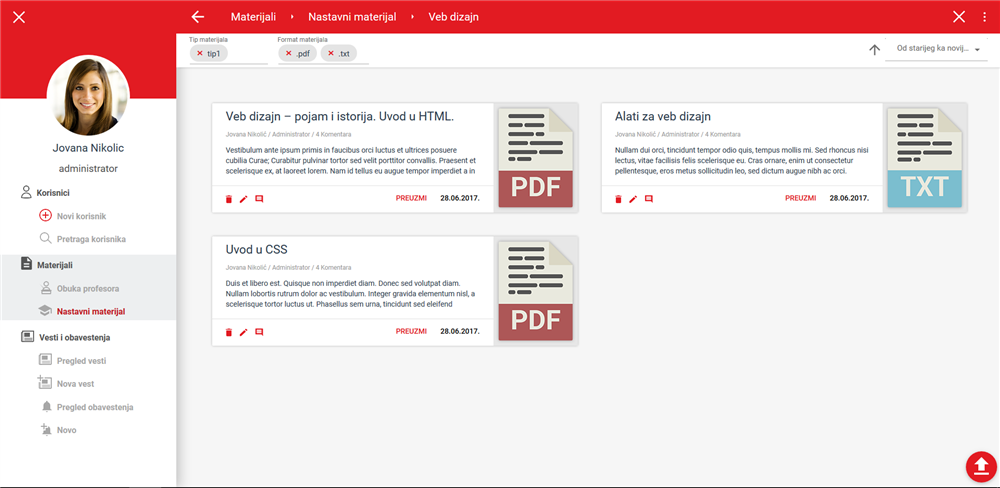 Materijali › Nastavni materijal › Veb dizajn
Tip materijala
tip1
Format materijala
.pdf .txt
Od starijeg ka novij...
Jovana Nikolic
administrator
Korisnici
Novi korisnik
Pretraga korisnika
Materijali
Obuka profesora
Nastavni materijal
Vesti i obavestenja
Pregled vesti
Nova vest
Pregled obavestenja
Novo
Veb dizajn – pojam i istorija. Uvod u HTML.
Jovana Nikolić / Administrator / 4 Komentara
Vestibulum ante ipsum primis in faucibus orci luctus et ultrices posuere
cubilia Curae; Curabitur pulvinar tortor sed velit porttitor convallis. Praesent et
scelerisque ex, at laoreet lorem. Nam id tellus eu augue tempor imperdiet a in
PREUZMI 28.06.2017.
PDF
Alati za veb dizajn
Jovana Nikolić / Administrator / 4 Komentara
Nullam dui orci, tincidunt tempor odio quis, tempus mollis mi. Sed rhoncus nisi
lectus, vitae facilisis felis scelerisque eu. Cras ornare, enim ut consectetur
pellentesque, eros metus sollicitudin leo, sed dictum augue nibh ac orci.
PREUZMI 28.06.2017.
TXT
Uvod u CSS
Jovana Nikolić / Administrator / 4 Komentara
Duis et libero est. Quisque non imperdiet diam. Donec sed volutpat diam.
Nullam lobortis rutrum dolor ac vestibulum. Integer gravida elementum nisl, a
scelerisque tortor luctus ut. Phasellus sem urna, tincidunt sed eleifend
PREUZMI 28.06.2017.
PDF